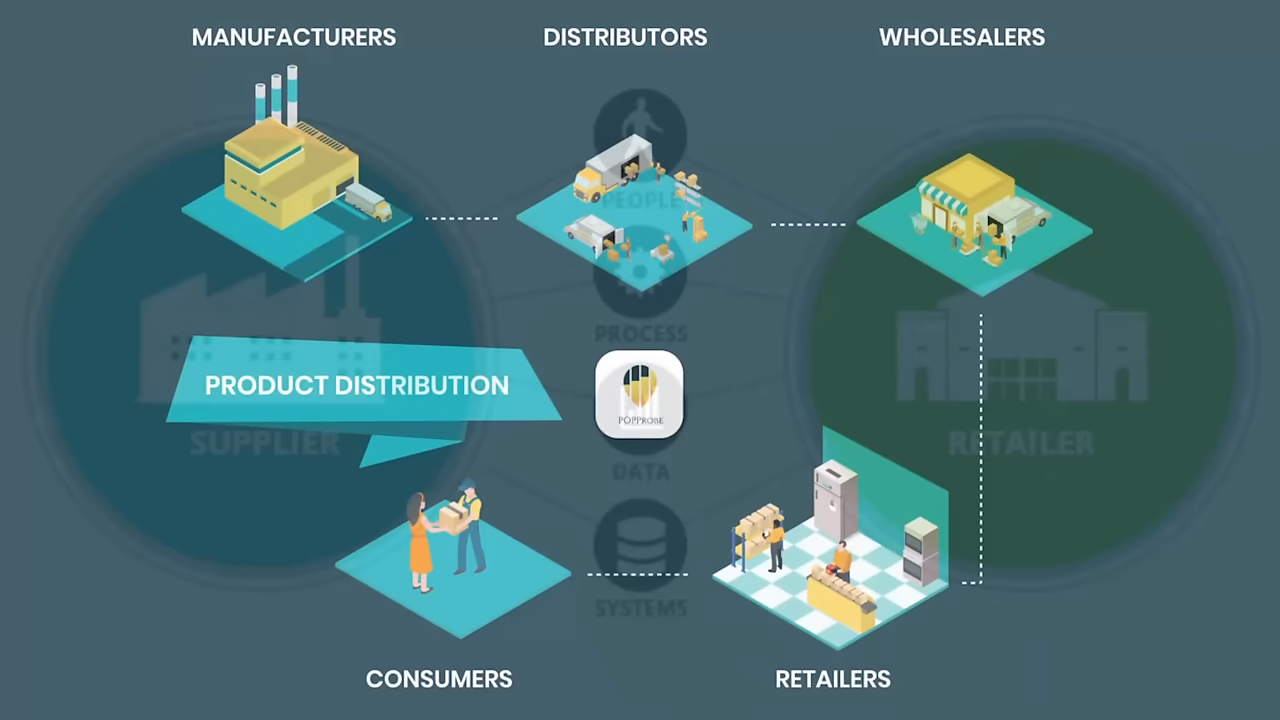 MANUFACTURERS
DISTRIBUTORS
WHOLESALERS
PEOPLE
PROCESS
PRODUCT DISTRIBUTION
POPPROBE
SUPPLIER
RETAILER
DATA
SYSTEMS
CONSUMERS
RETAILERS